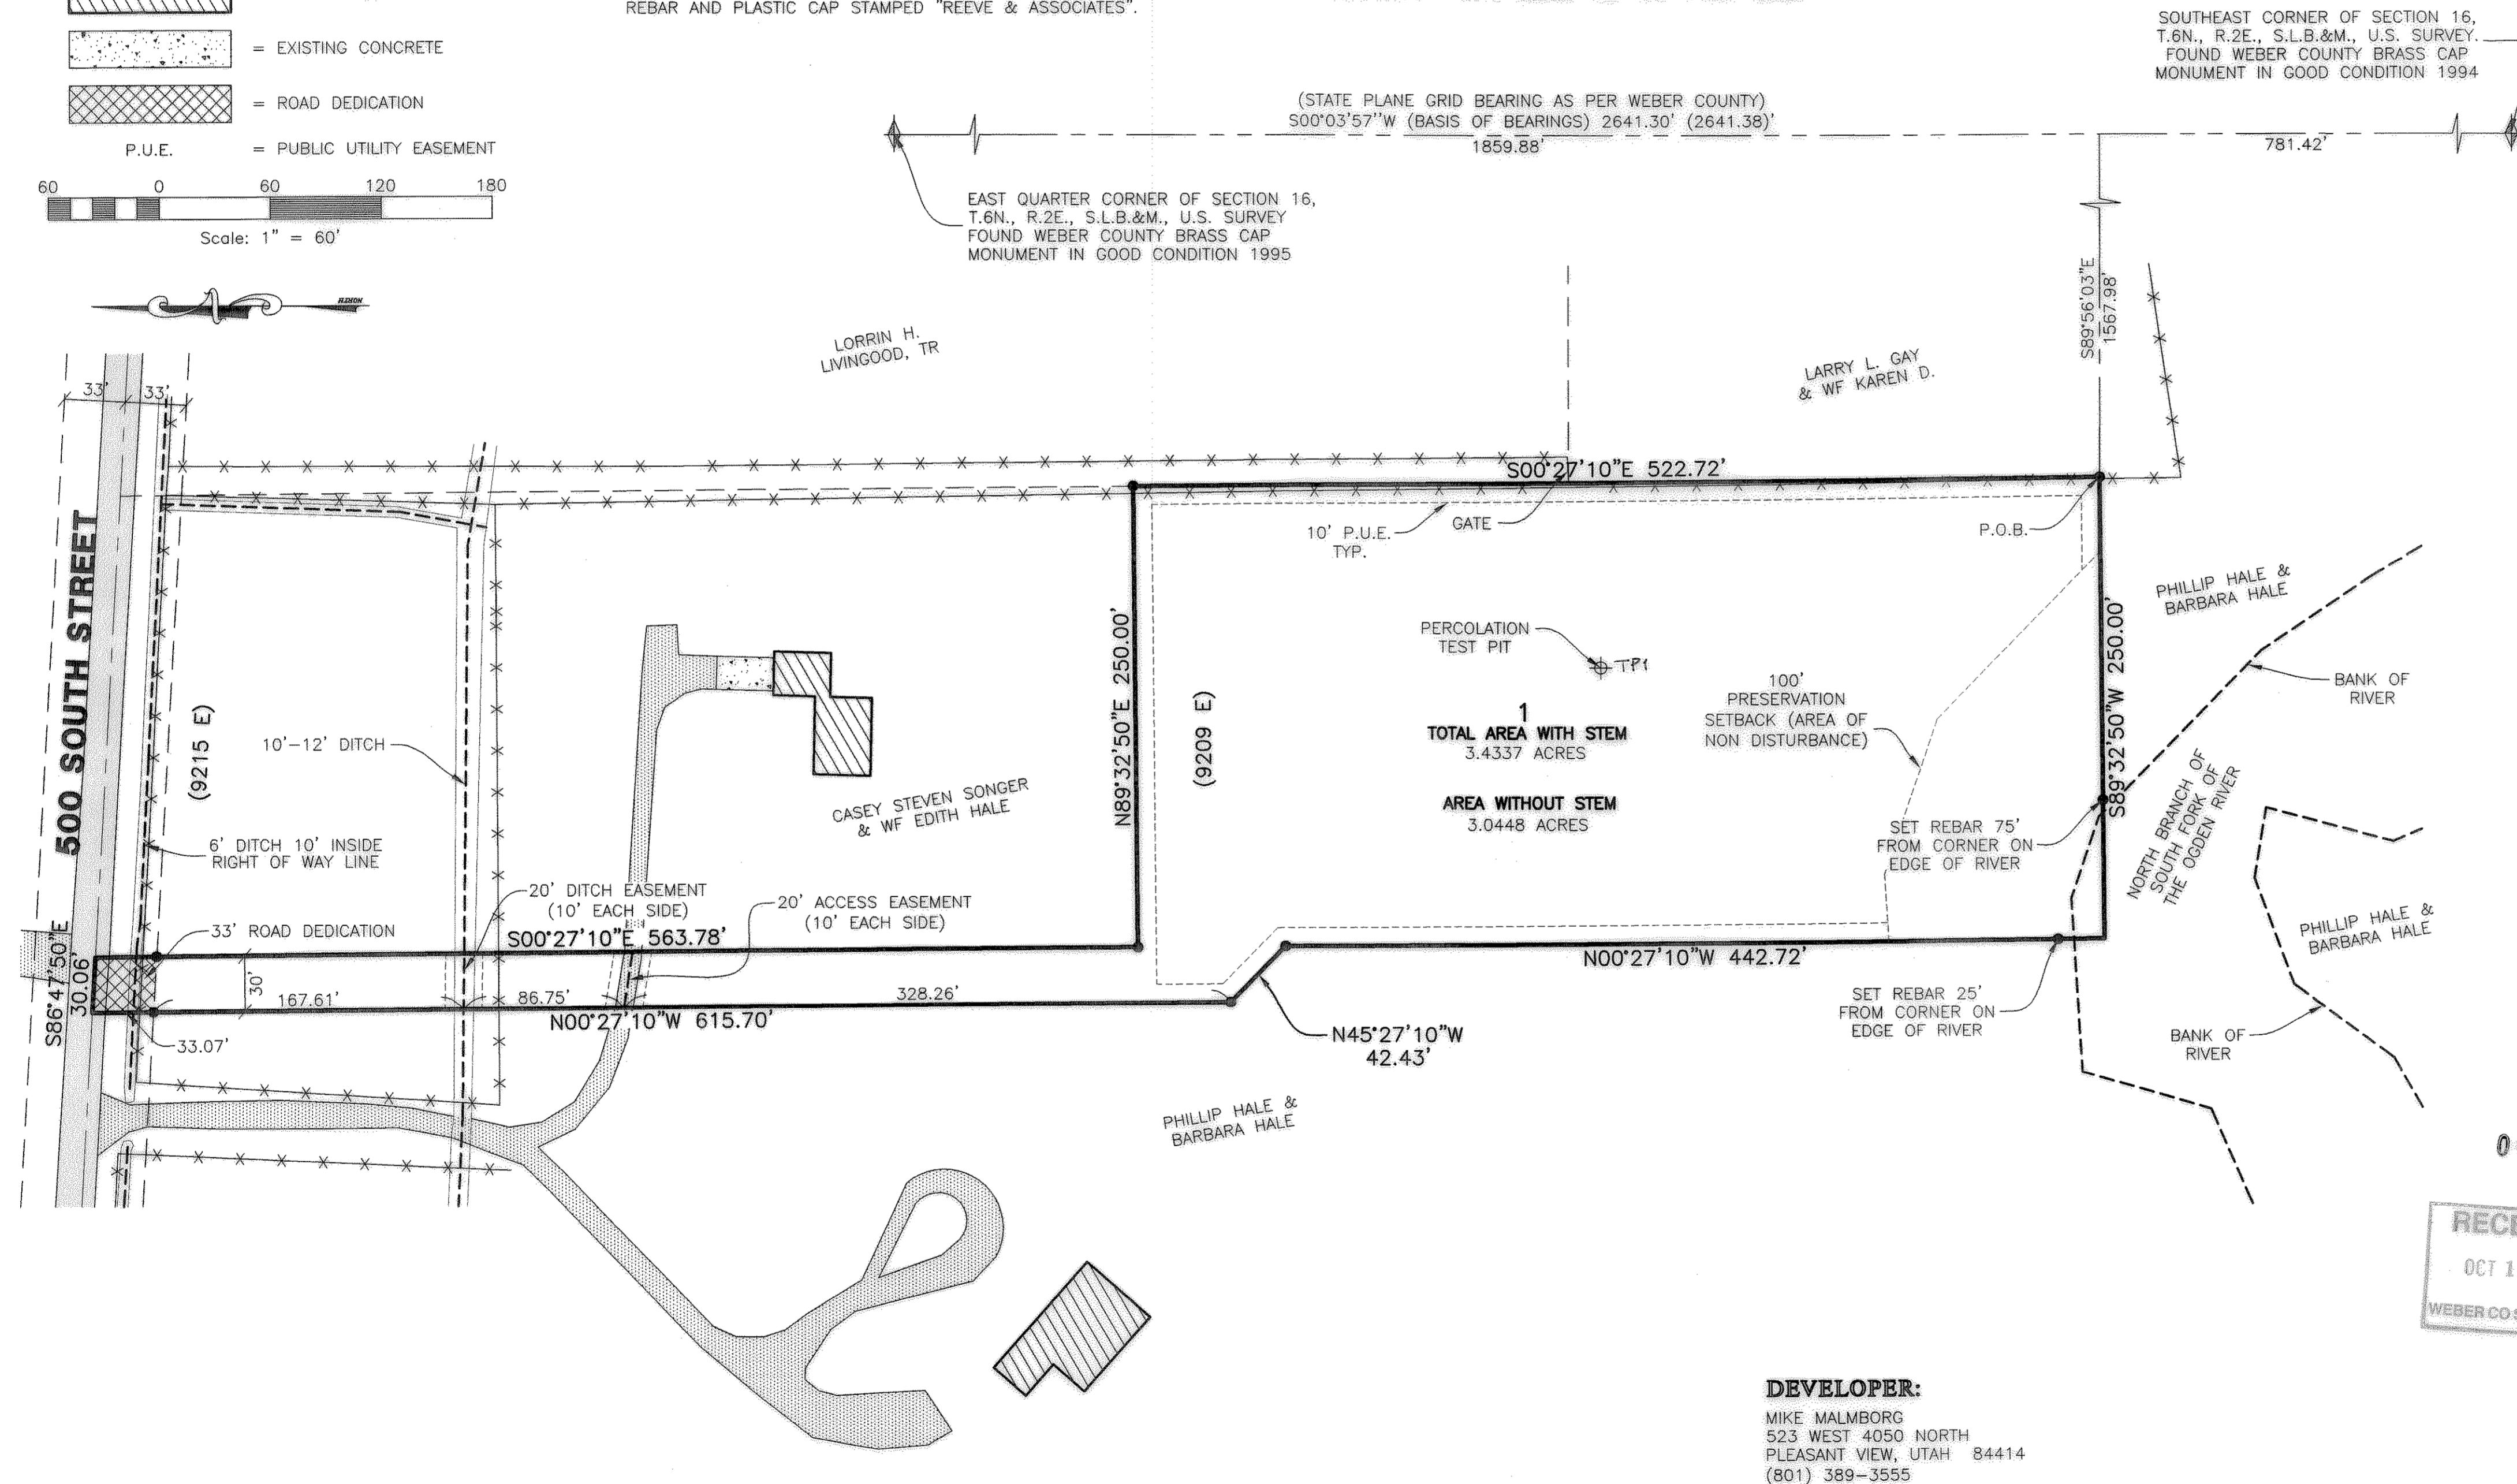 REBAR AND PLASTIC CAP STAMPED "REEVE & ASSOCIATES".
= EXISTING CONCRETE
= ROAD DEDICATION
P.U.E. = PUBLIC UTILITY EASEMENT
60 0 60 120 180
Scale: 1" = 60'
NORTH
SOUTHEAST CORNER OF SECTION 16,
T.6N., R.2E., S.L.B.&M., U.S. SURVEY.
FOUND WEBER COUNTY BRASS CAP
MONUMENT IN GOOD CONDITION 1994
(STATE PLANE GRID BEARING AS PER WEBER COUNTY)
S00°03'57"W (BASIS OF BEARINGS) 2641.30' (2641.38)'
1859.88'
781.42'
EAST QUARTER CORNER OF SECTION 16,
T.6N., R.2E., S.L.B.&M., U.S. SURVEY
FOUND WEBER COUNTY BRASS CAP
MONUMENT IN GOOD CONDITION 1995
S89°56'03"E
1567.98'
LORRIN H.
LIVINGOOD, TR
LARRY L. GAY
& WF KAREN D.
33' 33'
S00°27'10"E 522.72'
10' P.U.E.
TYP.
GATE
P.O.B.
500 SOUTH STREET
(9215 E)
10'-12' DITCH
6' DITCH 10' INSIDE
RIGHT OF WAY LINE
N89°32'50"E 250.00'
(9209 E)
PERCOLATION
TEST PIT
TP1
1
TOTAL AREA WITH STEM
3.4337 ACRES
AREA WITHOUT STEM
3.0448 ACRES
100'
PRESERVATION
SETBACK (AREA OF
NON DISTURBANCE)
S89°32'50"W 250.00'
PHILLIP HALE &
BARBARA HALE
BANK OF
RIVER
NORTH BRANCH OF
SOUTH FORK OF
THE OGDEN RIVER
SET REBAR 75'
FROM CORNER ON
EDGE OF RIVER
CASEY STEVEN SONGER
& WF EDITH HALE
20' DITCH EASEMENT
(10' EACH SIDE)
20' ACCESS EASEMENT
(10' EACH SIDE)
33' ROAD DEDICATION
S00°27'10"E 563.78'
S86°47'50"E
30.06'
30'
167.61'
86.75'
328.26'
N00°27'10"W 615.70'
33.07'
N00°27'10"W 442.72'
N45°27'10"W
42.43'
SET REBAR 25'
FROM CORNER ON
EDGE OF RIVER
PHILLIP HALE &
BARBARA HALE
BANK OF
RIVER
PHILLIP HALE &
BARBARA HALE
OCT 1
WEBER CO
DEVELOPER:
MIKE MALMBORG
523 WEST 4050 NORTH
PLEASANT VIEW, UTAH 84414
(801) 389-3555